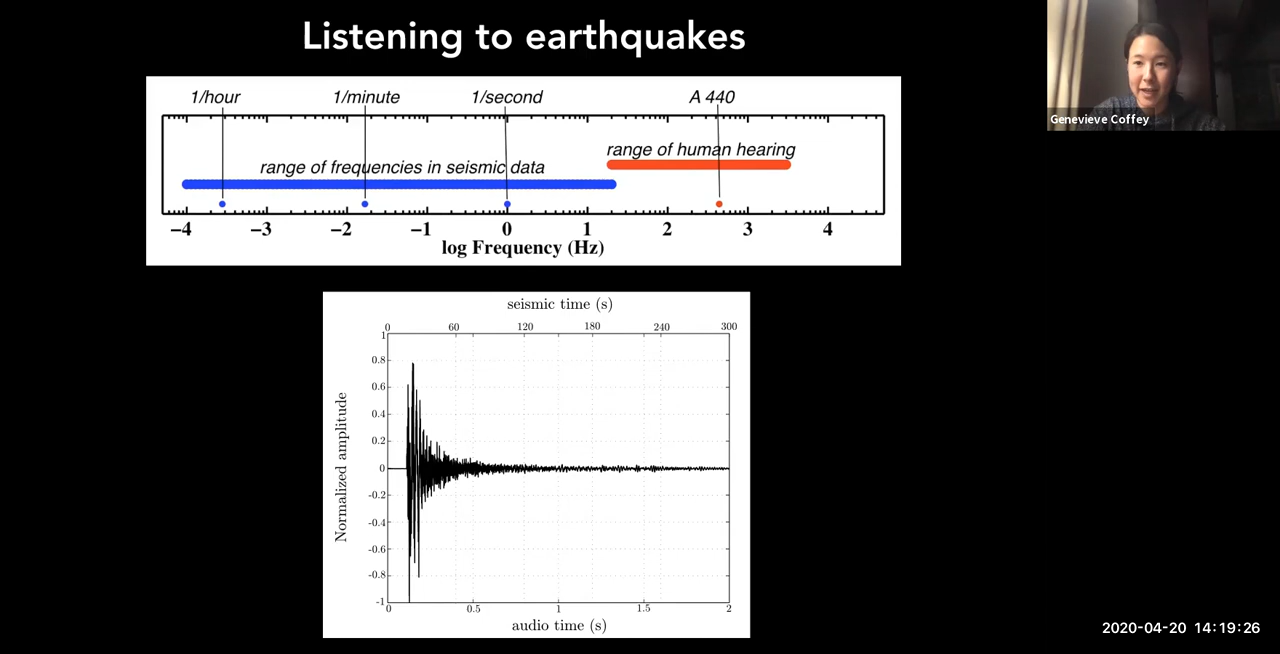 Listening to earthquakes
Genevieve Coffey
1/hour 1/minute 1/second A 440
range of human hearing
range of frequencies in seismic data
−4 −3 −2 −1 0 1 2 3 4
log Frequency (Hz)
seismic time (s)
0 60 120 180 240 300
1
0.8
0.6
0.4
0.2
0
-0.2
-0.4
-0.6
-0.8
-1
Normalized amplitude
0 0.5 1 1.5 2
audio time (s)
2020-04-20 14:19:26